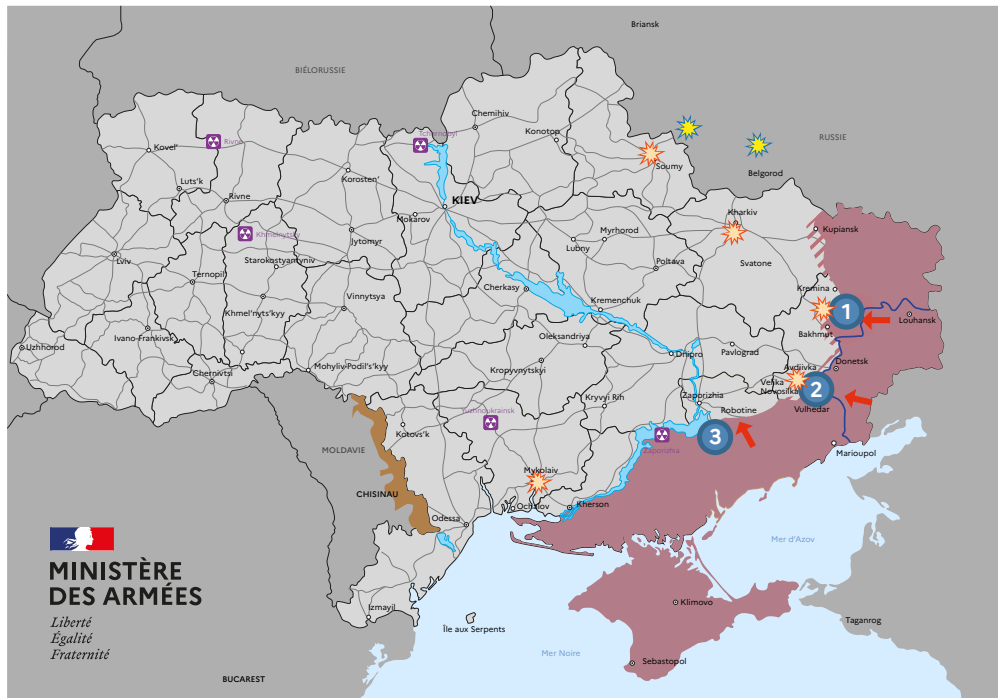 Briansk
BIÉLORUSSIE
RUSSIE
Chemihiv
Konotop
Tchernobyl
Kovel'
Rivne
Soumy
Belgorod
Luts'k
Korosten'
Rivne
KIEV
Makarov
Kharkiv
Kupiansk
Khmelnytsky
Myrhorod
Lubny
Jytomyr
Lviv
Starokostyantyniv
Svatone
Poltava
Ternopil
Cherkasy
Kremina
Vinnytsya
Kremenchuk
1
Khmel'nyts'kyy
Louhansk
Ivano-Frankivsk
Bakhmut
Oleksandriya
Uzhhorod
Dnipro
Pavlograd
Donetsk
Mohyliv-Podil's'kyy
Kropyvnytskyi
Avdiivka
Chernivtsi
Velika
Novosilka
2
Kryvyi Rih
Zaporizhia
Vulhedar
Robotine
Yuzhnoukrainsk
Kotovs'k
3
MOLDAVIE
Zaporizhia
Marioupol
Mykolaiv
CHISINAU
Ochakov
Kherson
Odessa
Mer d'Azov
MINISTÈRE
DES ARMÉES
Liberté
Égalité
Fraternité
Klimovo
Izmayil
Taganrog
Île aux Serpents
Mer Noire
Sebastopol
BUCAREST